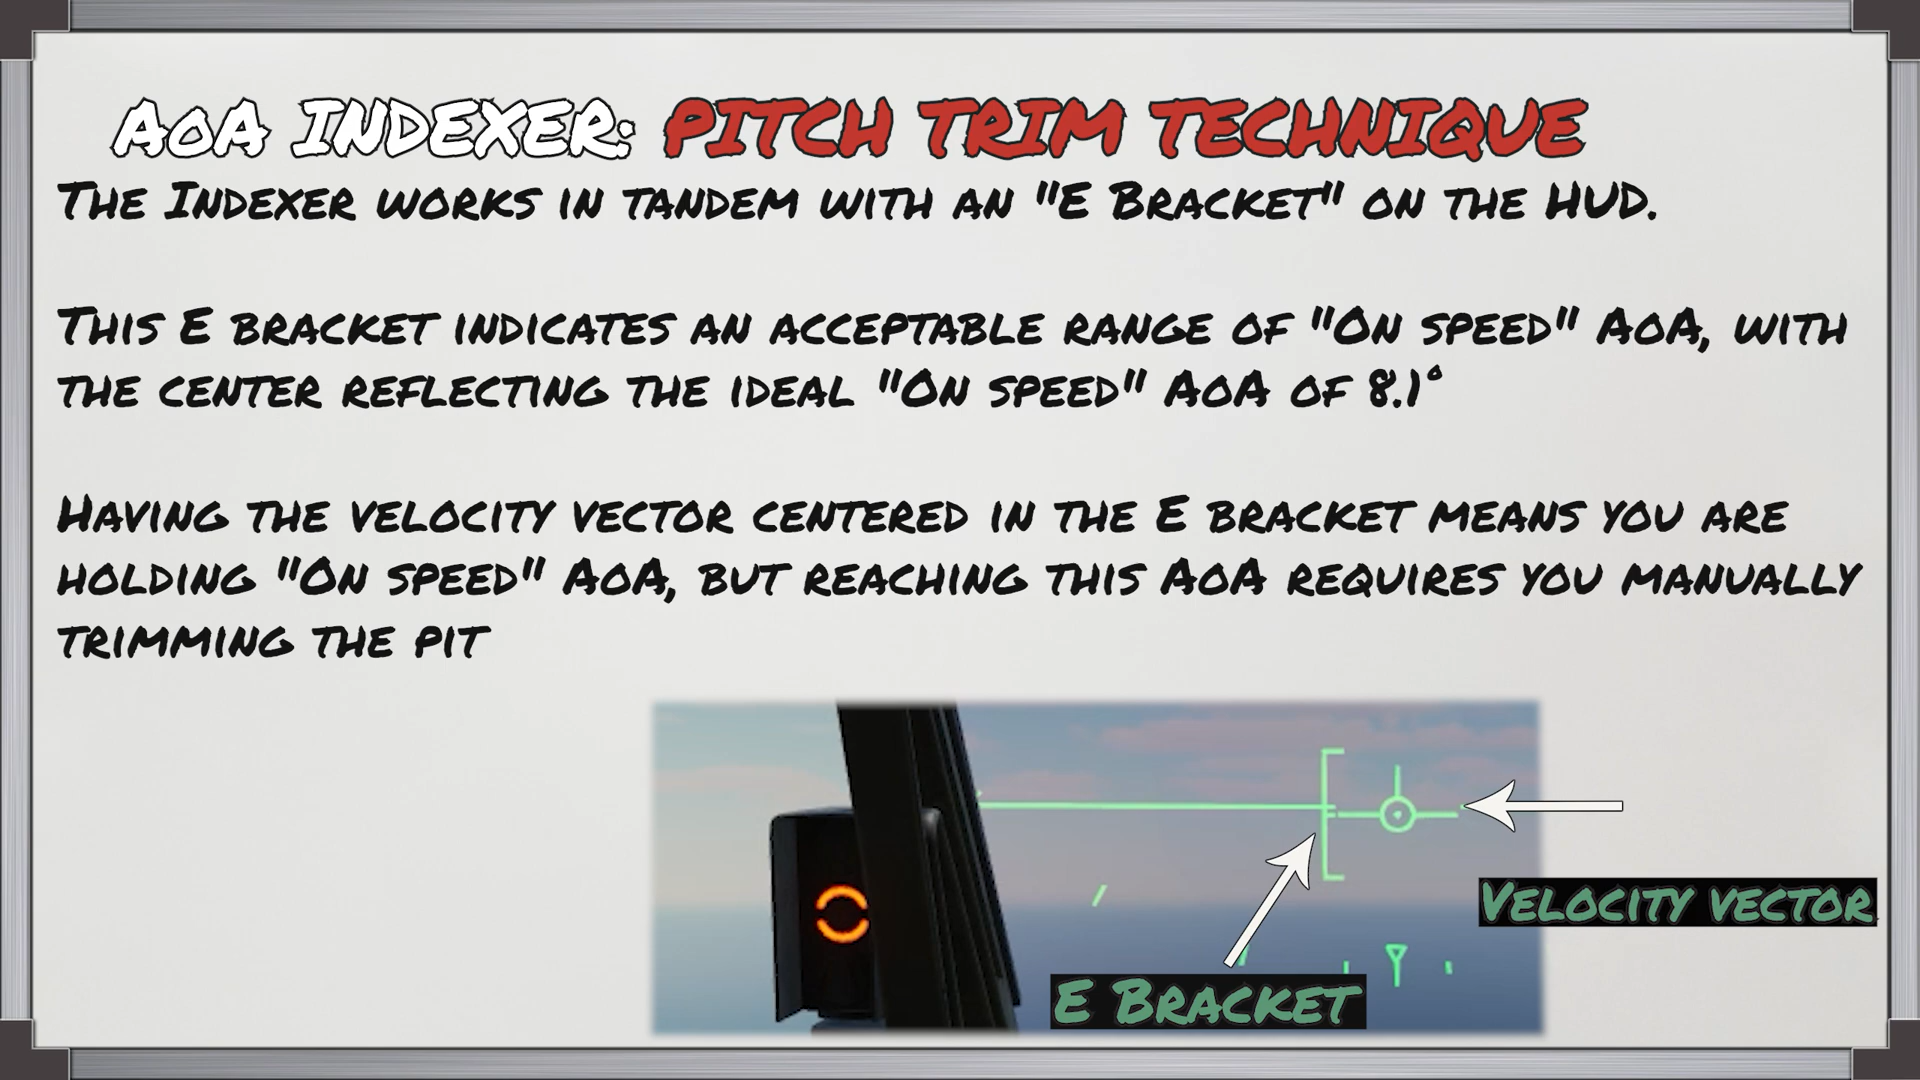 AoA INDEXER: PITCH TRIM TECHNIQUE
The Indexer works in tandem with an "E Bracket" on the HUD.
This E bracket indicates an acceptable range of "On speed" AoA, with
the center reflecting the ideal "On speed" AoA of 8.1°
Having the velocity vector centered in the E bracket means you are
holding "On speed" AoA, but reaching this AoA requires you manually
trimming the pit
Velocity vector
E Bracket